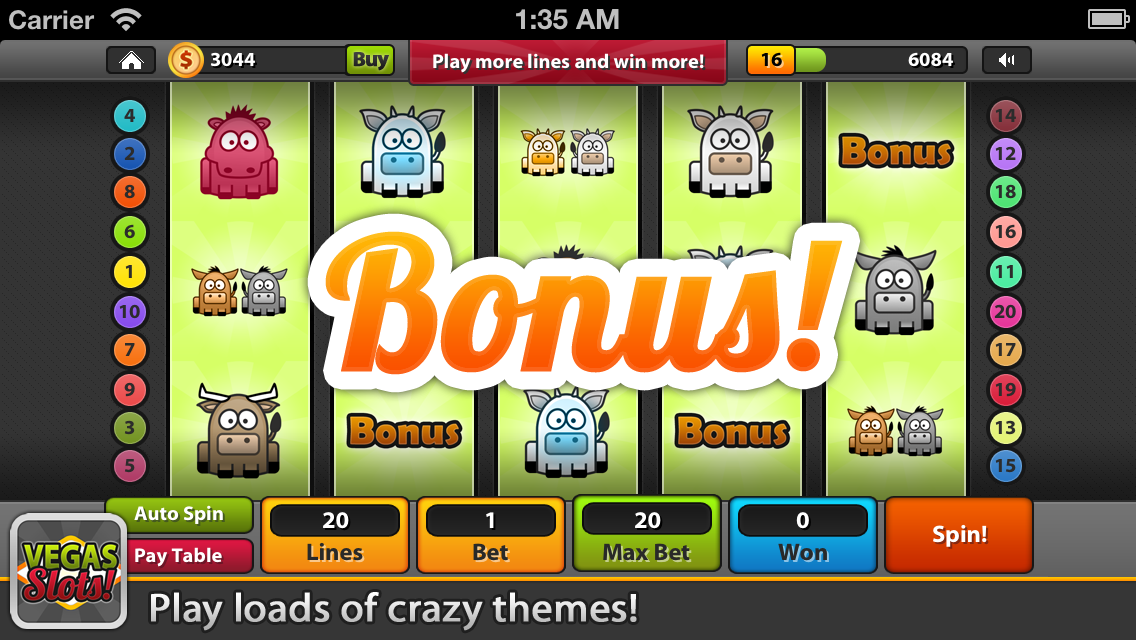 Carrier
1:35 AM
$ 3044 Buy
Play more lines and win more!
16 6084
4
2
8
6
1
10
7
9
3
5
Bonus
Bonus!
Bonus
Bonus
14
12
18
16
11
20
17
19
13
15
Auto Spin
Pay Table
20
Lines
1
Bet
20
Max Bet
0
Won
Spin!
VEGAS
Slots!
Play loads of crazy themes!